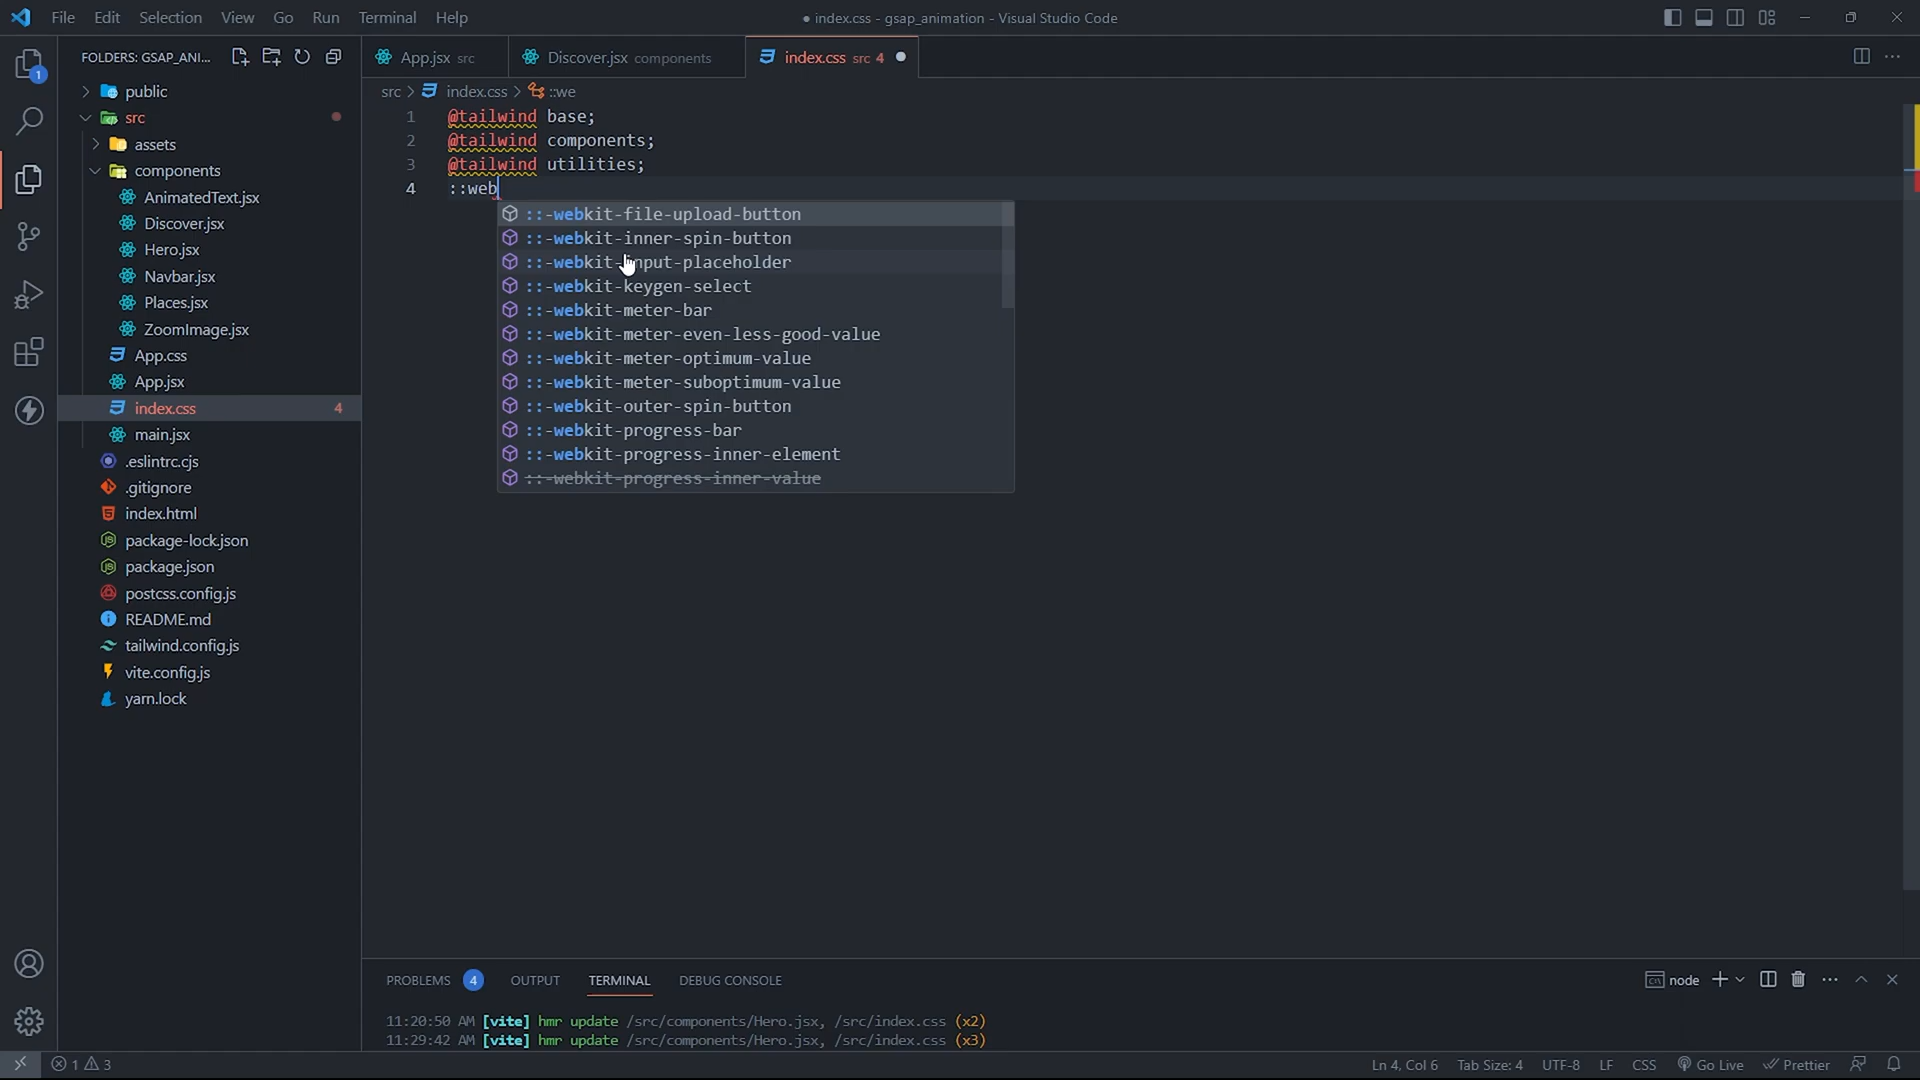 File Edit Selection View Go Run Terminal Help
● index.css - gsap_animation - Visual Studio Code
FOLDERS: GSAP_ANI...
1
public
src
assets
components
AnimatedText.jsx
Discover.jsx
Hero.jsx
Navbar.jsx
Places.jsx
ZoomImage.jsx
App.css
App.jsx
index.css 4
main.jsx
.eslintrc.cjs
.gitignore
index.html
package-lock.json
package.json
postcss.config.js
README.md
tailwind.config.js
vite.config.js
yarn.lock
App.jsx src
Discover.jsx components
index.css src 4
src > index.css > ::we
1 @tailwind base;
2 @tailwind components;
3 @tailwind utilities;
4 ::web
::-webkit-file-upload-button
::-webkit-inner-spin-button
::-webkit-input-placeholder
::-webkit-keygen-select
::-webkit-meter-bar
::-webkit-meter-even-less-good-value
::-webkit-meter-optimum-value
::-webkit-meter-suboptimum-value
::-webkit-outer-spin-button
::-webkit-progress-bar
::-webkit-progress-inner-element
::-webkit-progress-inner-value
PROBLEMS 4 OUTPUT TERMINAL DEBUG CONSOLE
node
11:20:50 AM [vite] hmr update /src/components/Hero.jsx, /src/index.css (x2)
11:29:42 AM [vite] hmr update /src/components/Hero.jsx, /src/index.css (x3)
1 3
Ln 4, Col 6 Tab Size: 4 UTF-8 LF CSS Go Live Prettier